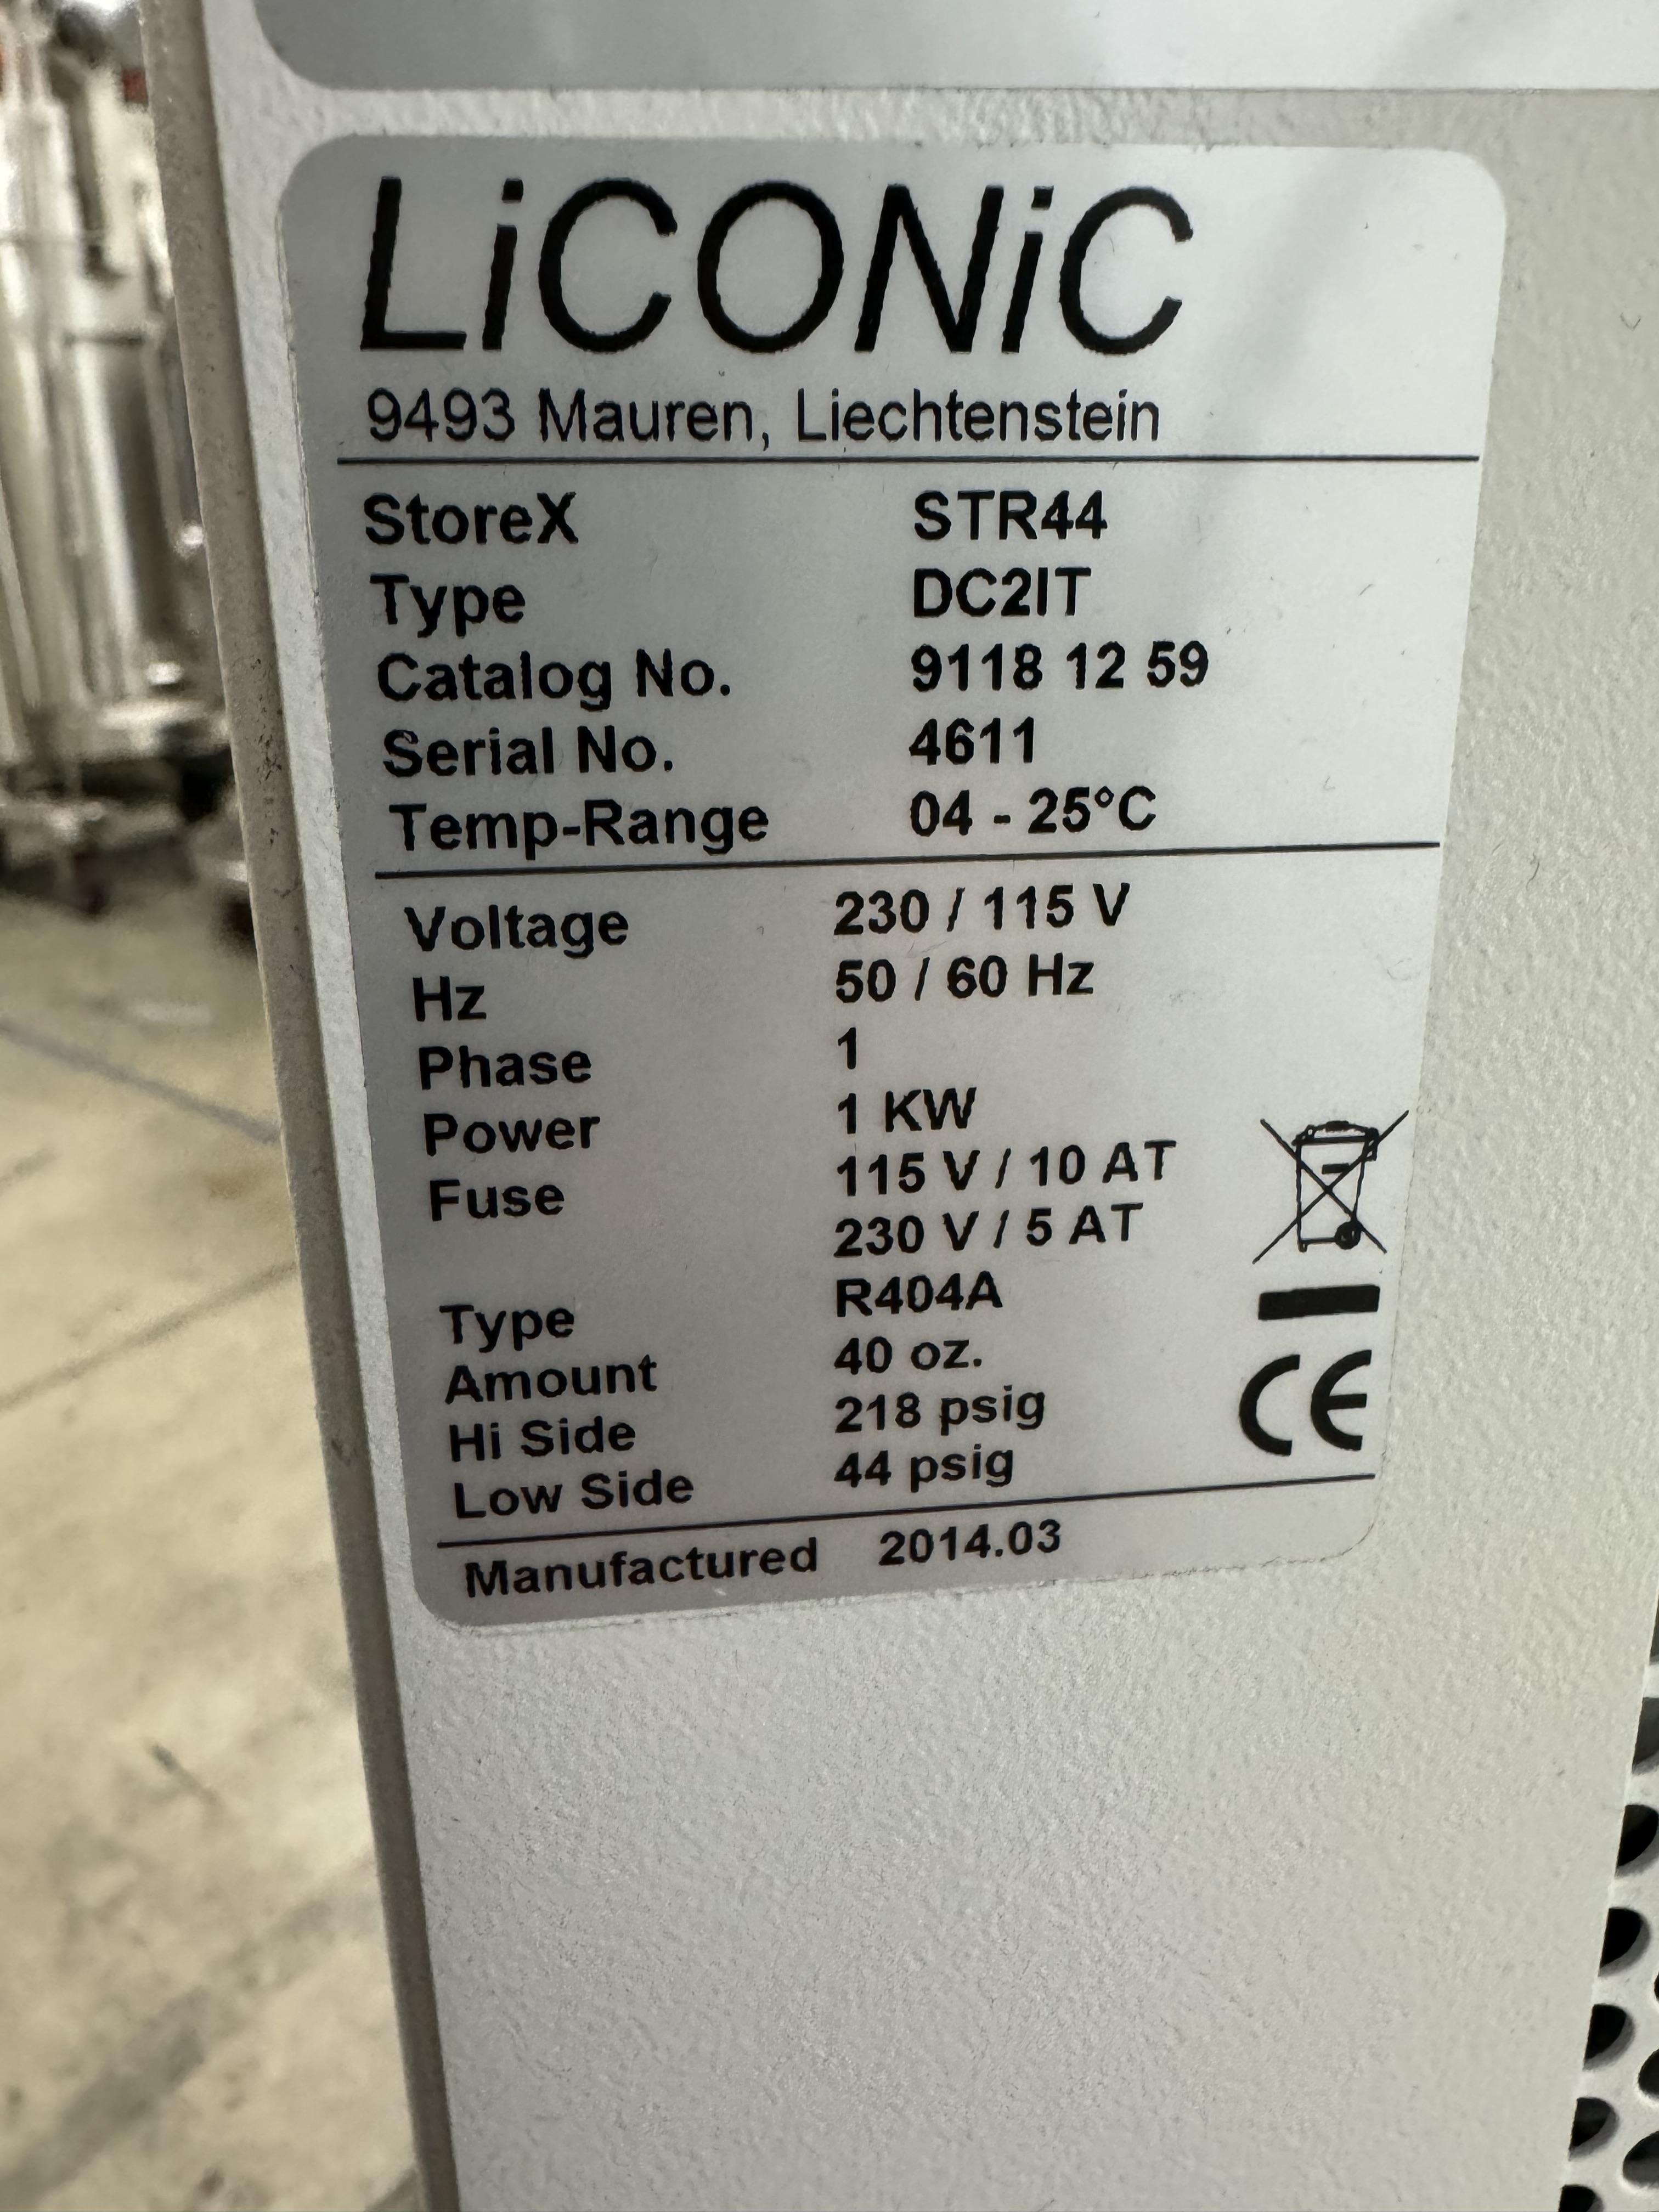 LiCONiC
9493 Mauren, Liechtenstein
StoreX STR44
Type DC2IT
Catalog No. 9118 12 59
Serial No. 4611
Temp-Range 04 - 25°C
Voltage 230 / 115 V
Hz 50 / 60 Hz
Phase 1
Power 1 KW
Fuse 115 V / 10 AT
230 V / 5 AT
Type R404A
Amount 40 oz.
Hi Side 218 psig
Low Side 44 psig
CE
Manufactured 2014.03